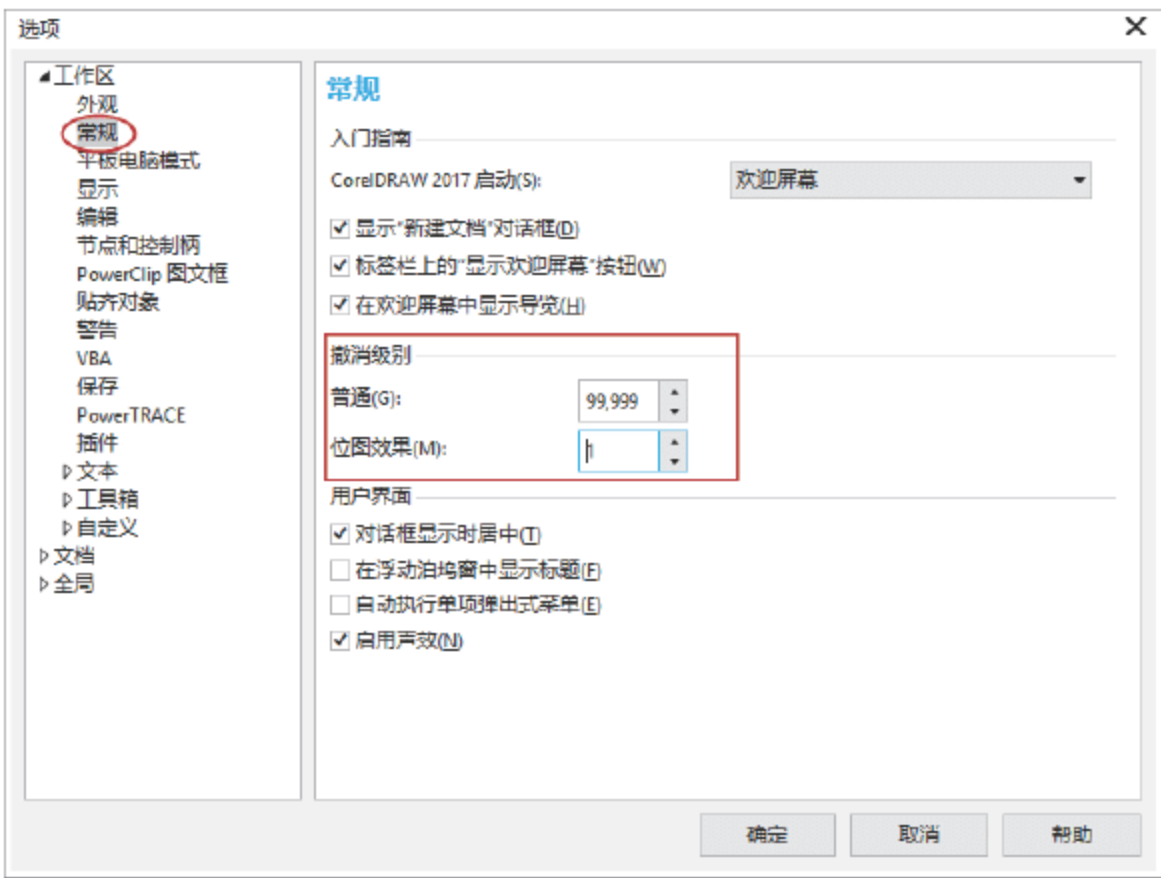 选项
工作区
外观
常规
平板电脑模式
显示
编辑
节点和控制柄
PowerClip 图文框
贴齐对象
警告
VBA
保存
PowerTRACE
插件
文本
工具箱
自定义
文档
全局
常规
入门指南
CorelDRAW 2017 启动(S): 欢迎屏幕
显示"新建文档"对话框(D)
标签栏上的"显示欢迎屏幕"按钮(W)
在欢迎屏幕中显示导览(H)
撤消级别
普通(G): 99,999
位图效果(M): 1
用户界面
对话框显示时居中(T)
在浮动泊坞窗中显示标题(F)
自动执行单项弹出式菜单(E)
启用声效(N)
确定 取消 帮助